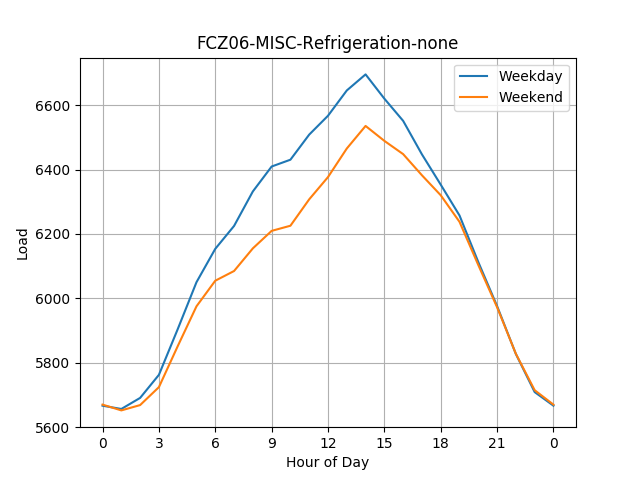 FCZ06-MISC-Refrigeration-none
Weekday
Weekend
Load
6600
6400
6200
6000
5800
5600
0 3 6 9 12 15 18 21 0
Hour of Day